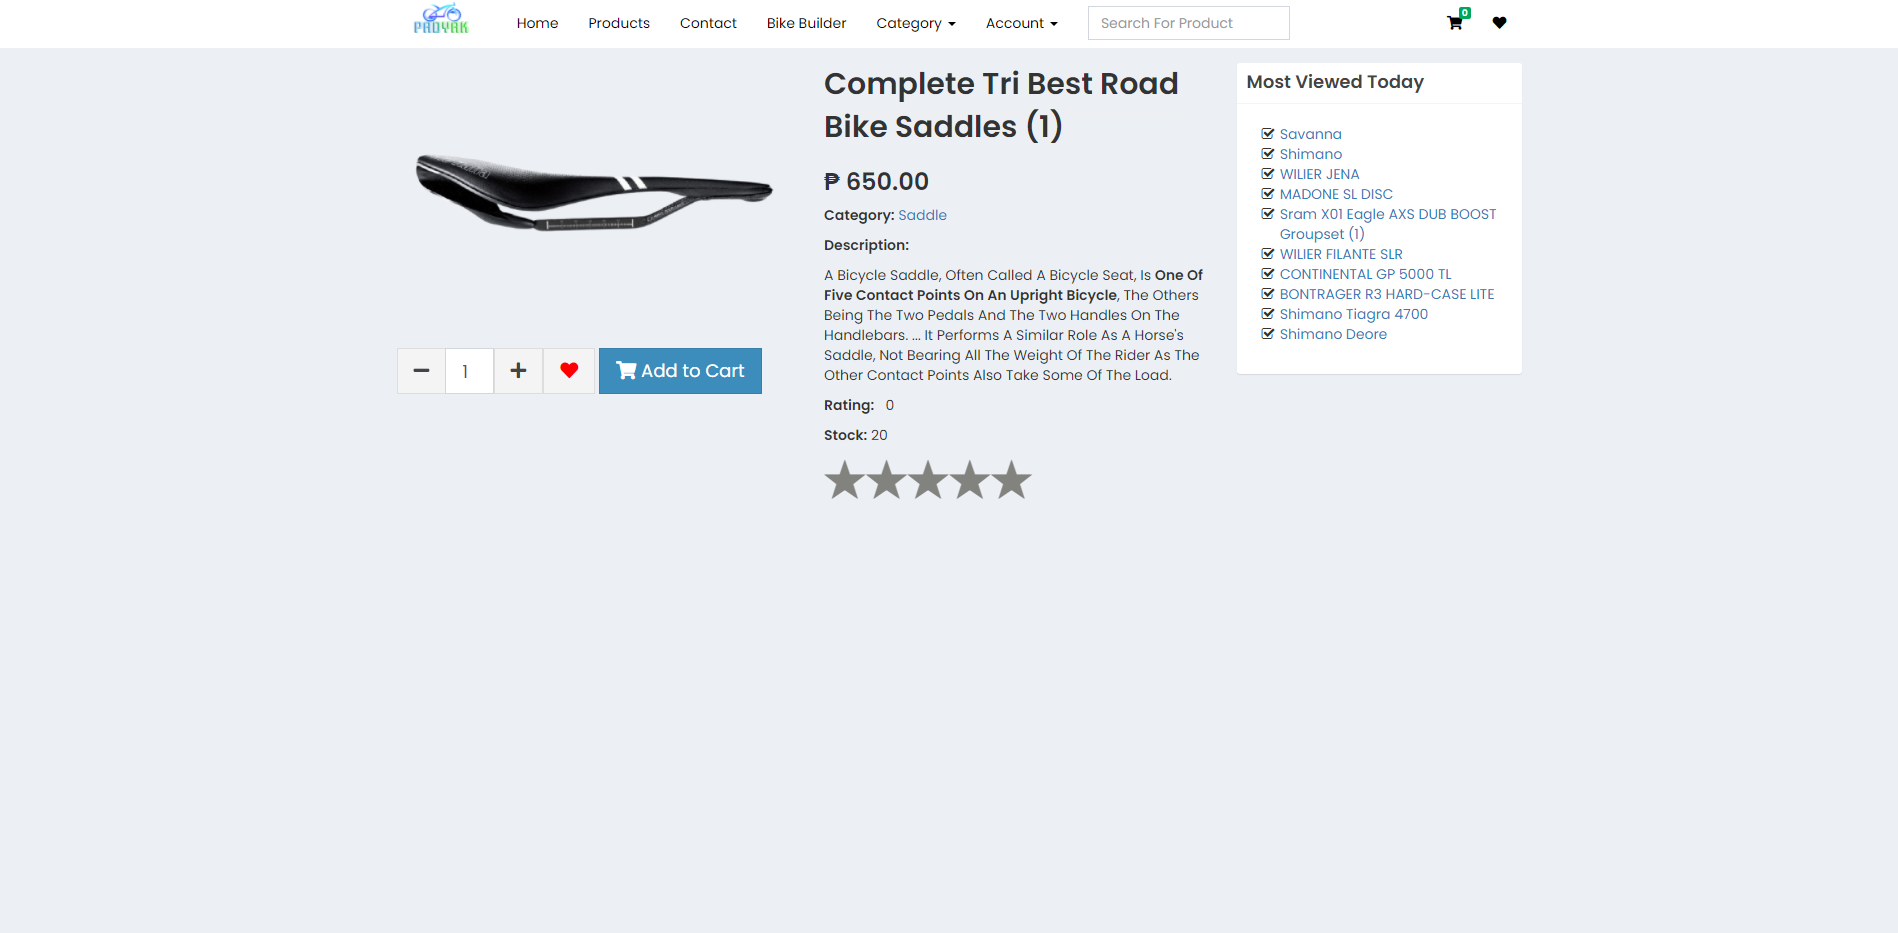 PROYRK
Home Products Contact Bike Builder Category Account Search For Product 0
Complete Tri Best Road
Bike Saddles (1)
₱ 650.00
Category: Saddle
Description:
A Bicycle Saddle, Often Called A Bicycle Seat, Is One Of
Five Contact Points On An Upright Bicycle, The Others
Being The Two Pedals And The Two Handles On The
Handlebars. ... It Performs A Similar Role As A Horse's
Saddle, Not Bearing All The Weight Of The Rider As The
Other Contact Points Also Take Some Of The Load.
Rating: 0
Stock: 20
1
Add to Cart
Most Viewed Today
Savanna
Shimano
WILIER JENA
MADONE SL DISC
Sram X01 Eagle AXS DUB BOOST
Groupset (1)
WILIER FILANTE SLR
CONTINENTAL GP 5000 TL
BONTRAGER R3 HARD-CASE LITE
Shimano Tiagra 4700
Shimano Deore